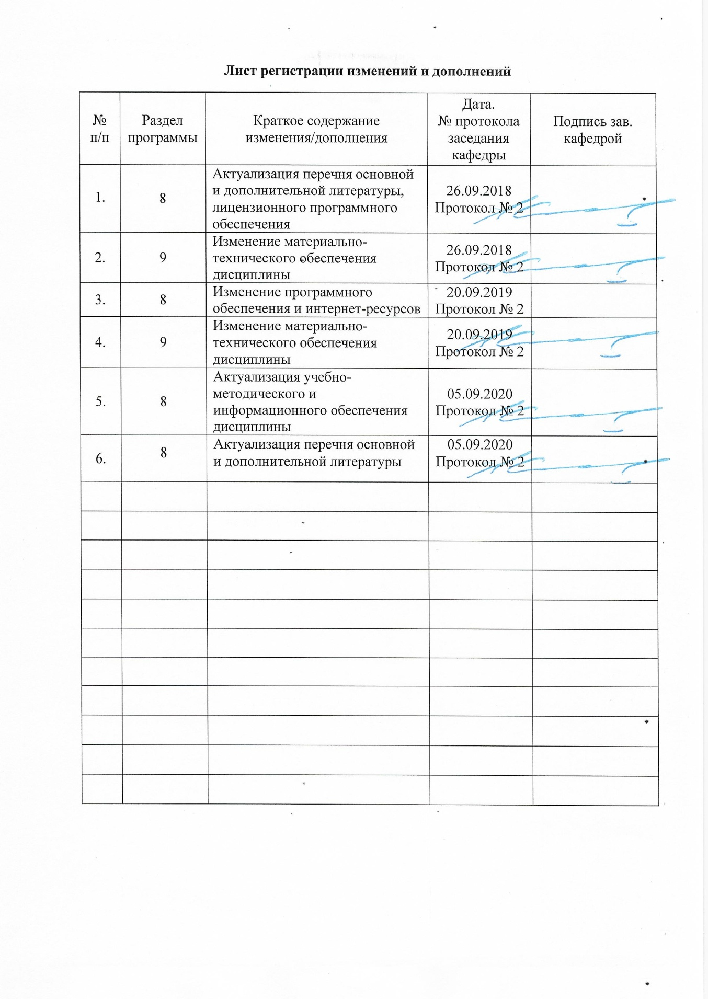 Лист регистрации изменений и дополнений
№
п/п
Раздел
программы
Краткое содержание
изменения/дополнения
Дата.
№ протокола
заседания
кафедры
Подпись зав.
кафедрой
1.
8
Актуализация перечня основной
и дополнительной литературы,
лицензионного программного
обеспечения
26.09.2018
Протокол № 2
2.
9
Изменение материально-
технического обеспечения
дисциплины
26.09.2018
Протокол № 2
3.
8
Изменение программного
обеспечения и интернет-ресурсов
20.09.2019
Протокол № 2
4.
9
Изменение материально-
технического обеспечения
дисциплины
20.09.2019
Протокол № 2
5.
8
Актуализация учебно-
методического и
информационного обеспечения
дисциплины
05.09.2020
Протокол № 2
6.
8
Актуализация перечня основной
и дополнительной литературы
05.09.2020
Протокол № 2